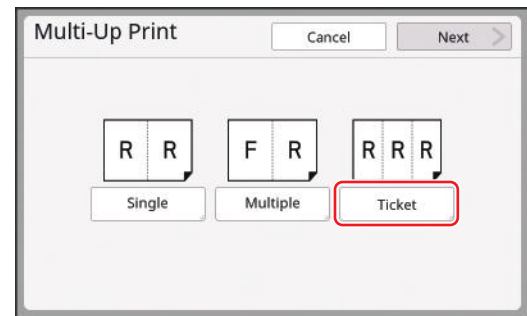 Multi-Up Print Cancel Next
R R F R R R R
Single Multiple Ticket